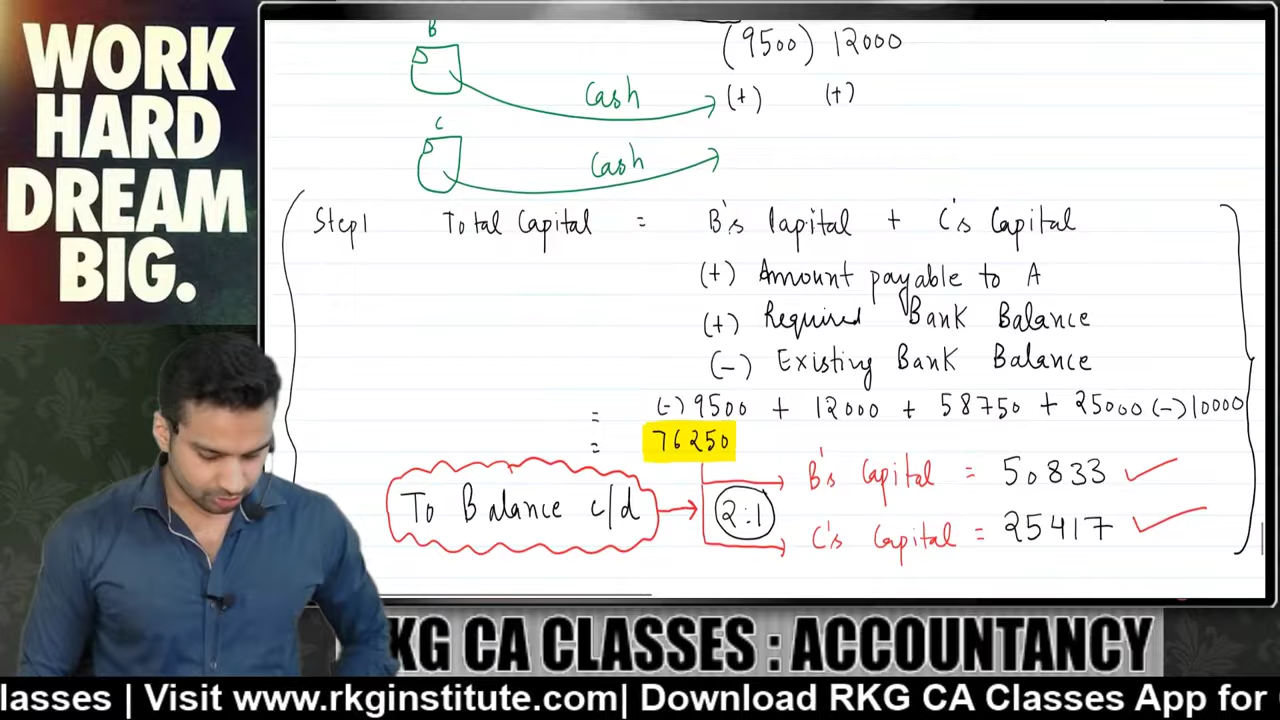 WORK
HARD
DREAM
BIG.
B
(9500) 12000
Cash
(+) (+)
C
Cash
Step1 Total Capital = B's Capital + C's Capital
(+) Amount payable to A
(+) Required Bank Balance
(-) Existing Bank Balance
= (-) 9500 + 12000 + 58750 + 25000 (-) 10000
= 76250
To Balance c/d
2:1
B's Capital = 50833
C's Capital = 25417
KG CA CLASSES : ACCOUNTANCY
lasses | Visit www.rkginstitute.com| Download RKG CA Classes App for